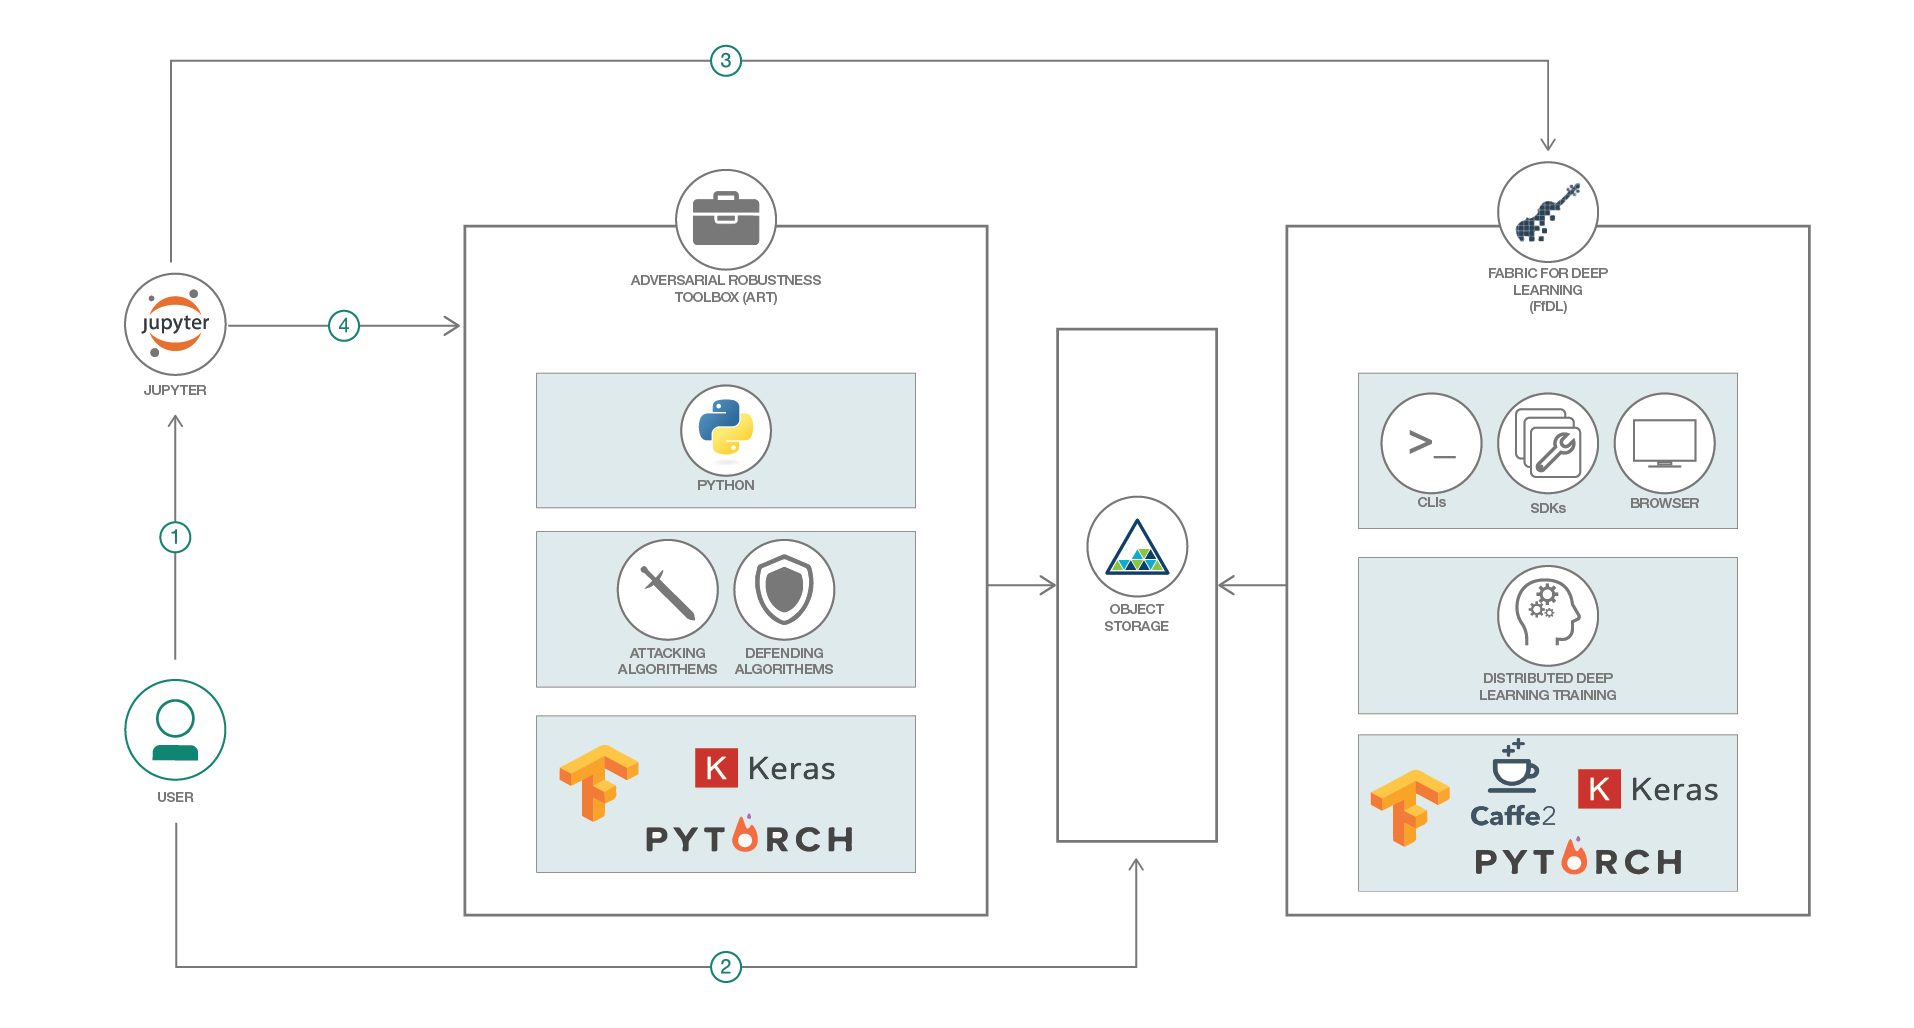 3
ADVERSARIAL ROBUSTNESS
TOOLBOX (ART)
FABRIC FOR DEEP
LEARNING
(FfDL)
jupyter
JUPYTER
4
PYTHON
>_
CLIs
SDKs
BROWSER
1
ATTACKING
ALGORITHEMS
DEFENDING
ALGORITHEMS
OBJECT
STORAGE
DISTRIBUTED DEEP
LEARNING TRAINING
USER
K Keras
PYTORCH
Caffe2
K Keras
PYTORCH
2